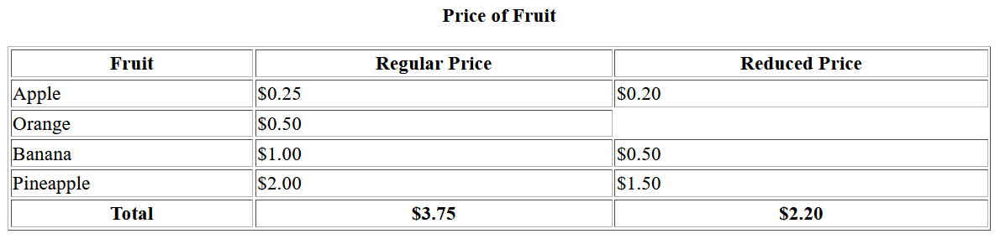 Price of Fruit
Fruit Regular Price Reduced Price
Apple $0.25 $0.20
Orange $0.50
Banana $1.00 $0.50
Pineapple $2.00 $1.50
Total $3.75 $2.20